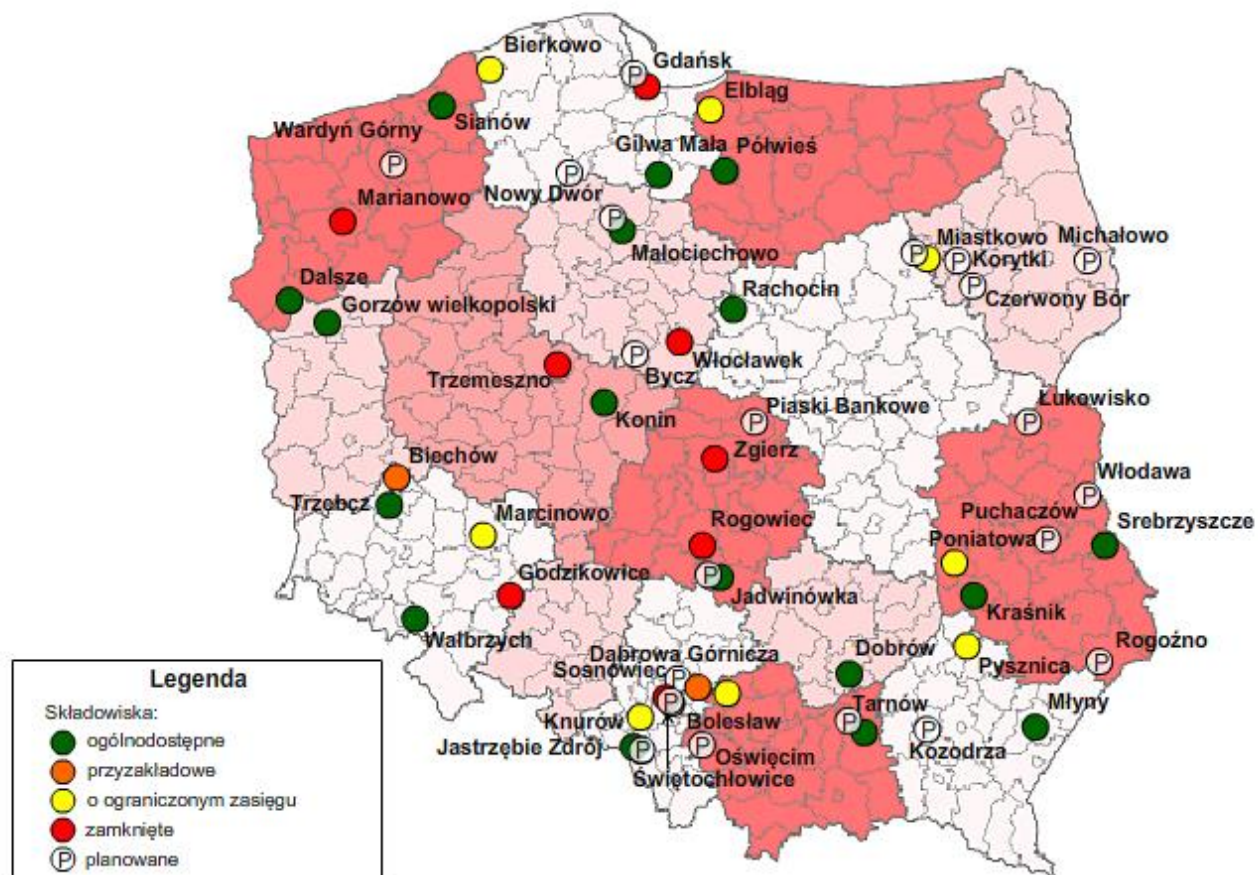 Bierkowo
Gdańsk
P
Elbląg
Sianów
Wardyń Górny
P
Gilwa Mała
Półwieś
Nowy Dwór
P
Marianowo
P
Małociechowo
Miastkowo
Michałowo
P
P
Korytki
P
P
Czerwony Bór
Dalsze
Gorzów wielkopolski
Rachocin
Włocławek
P
Bycz
Trzemeszno
Konin
Piaski Bankowe
P
Łukowisko
P
Zgierz
Biechów
Trzebcz
Marcinowo
Włodawa
P
Puchaczów
P
Srebrzyszcze
Poniatowa
Rogowiec
P
Jadwinówka
Godzikowice
Kraśnik
Wałbrzych
Dąbrowa Górnicza
Sosnowiec
P
Dobrów
Pysznica
Rogoźno
P
Tarnów
P
Młyny
Knurów
P
Bolesław
P
Kozodrza
Jastrzębie Zdrój
P
P
Oświęcim
Świętochłowice
Legenda
Składowiska:
ogólnodostępne
przyzakładowe
o ograniczonym zasięgu
zamknięte
P planowane